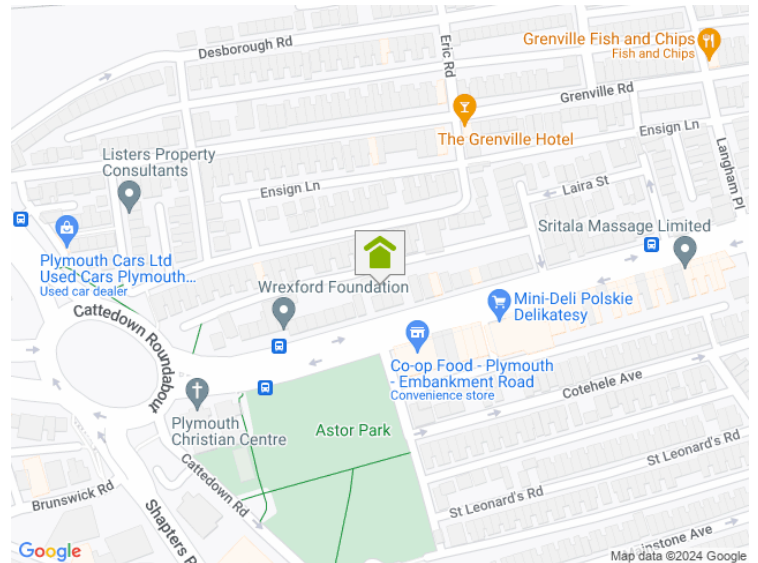 Desborough Rd
Eric Rd
Grenville Fish and Chips
Fish and Chips
Grenville Rd
The Grenville Hotel
Ensign Ln
Langham Pl
Listers Property
Consultants
Ensign Ln
Laira St
Sritala Massage Limited
Plymouth Cars Ltd
Used Cars Plymouth...
Used car dealer
Wrexford Foundation
Mini-Deli Polskie
Delikatesy
Cattedown Roundabout
Co-op Food - Plymouth
- Embankment Road
Convenience store
Cotehele Ave
Plymouth
Christian Centre
Astor Park
St Leonard's Rd
Cattedown Rd
St Leonard's Rd
Brunswick Rd
Shapters R
instone Ave
Google
Map data ©2024 Google